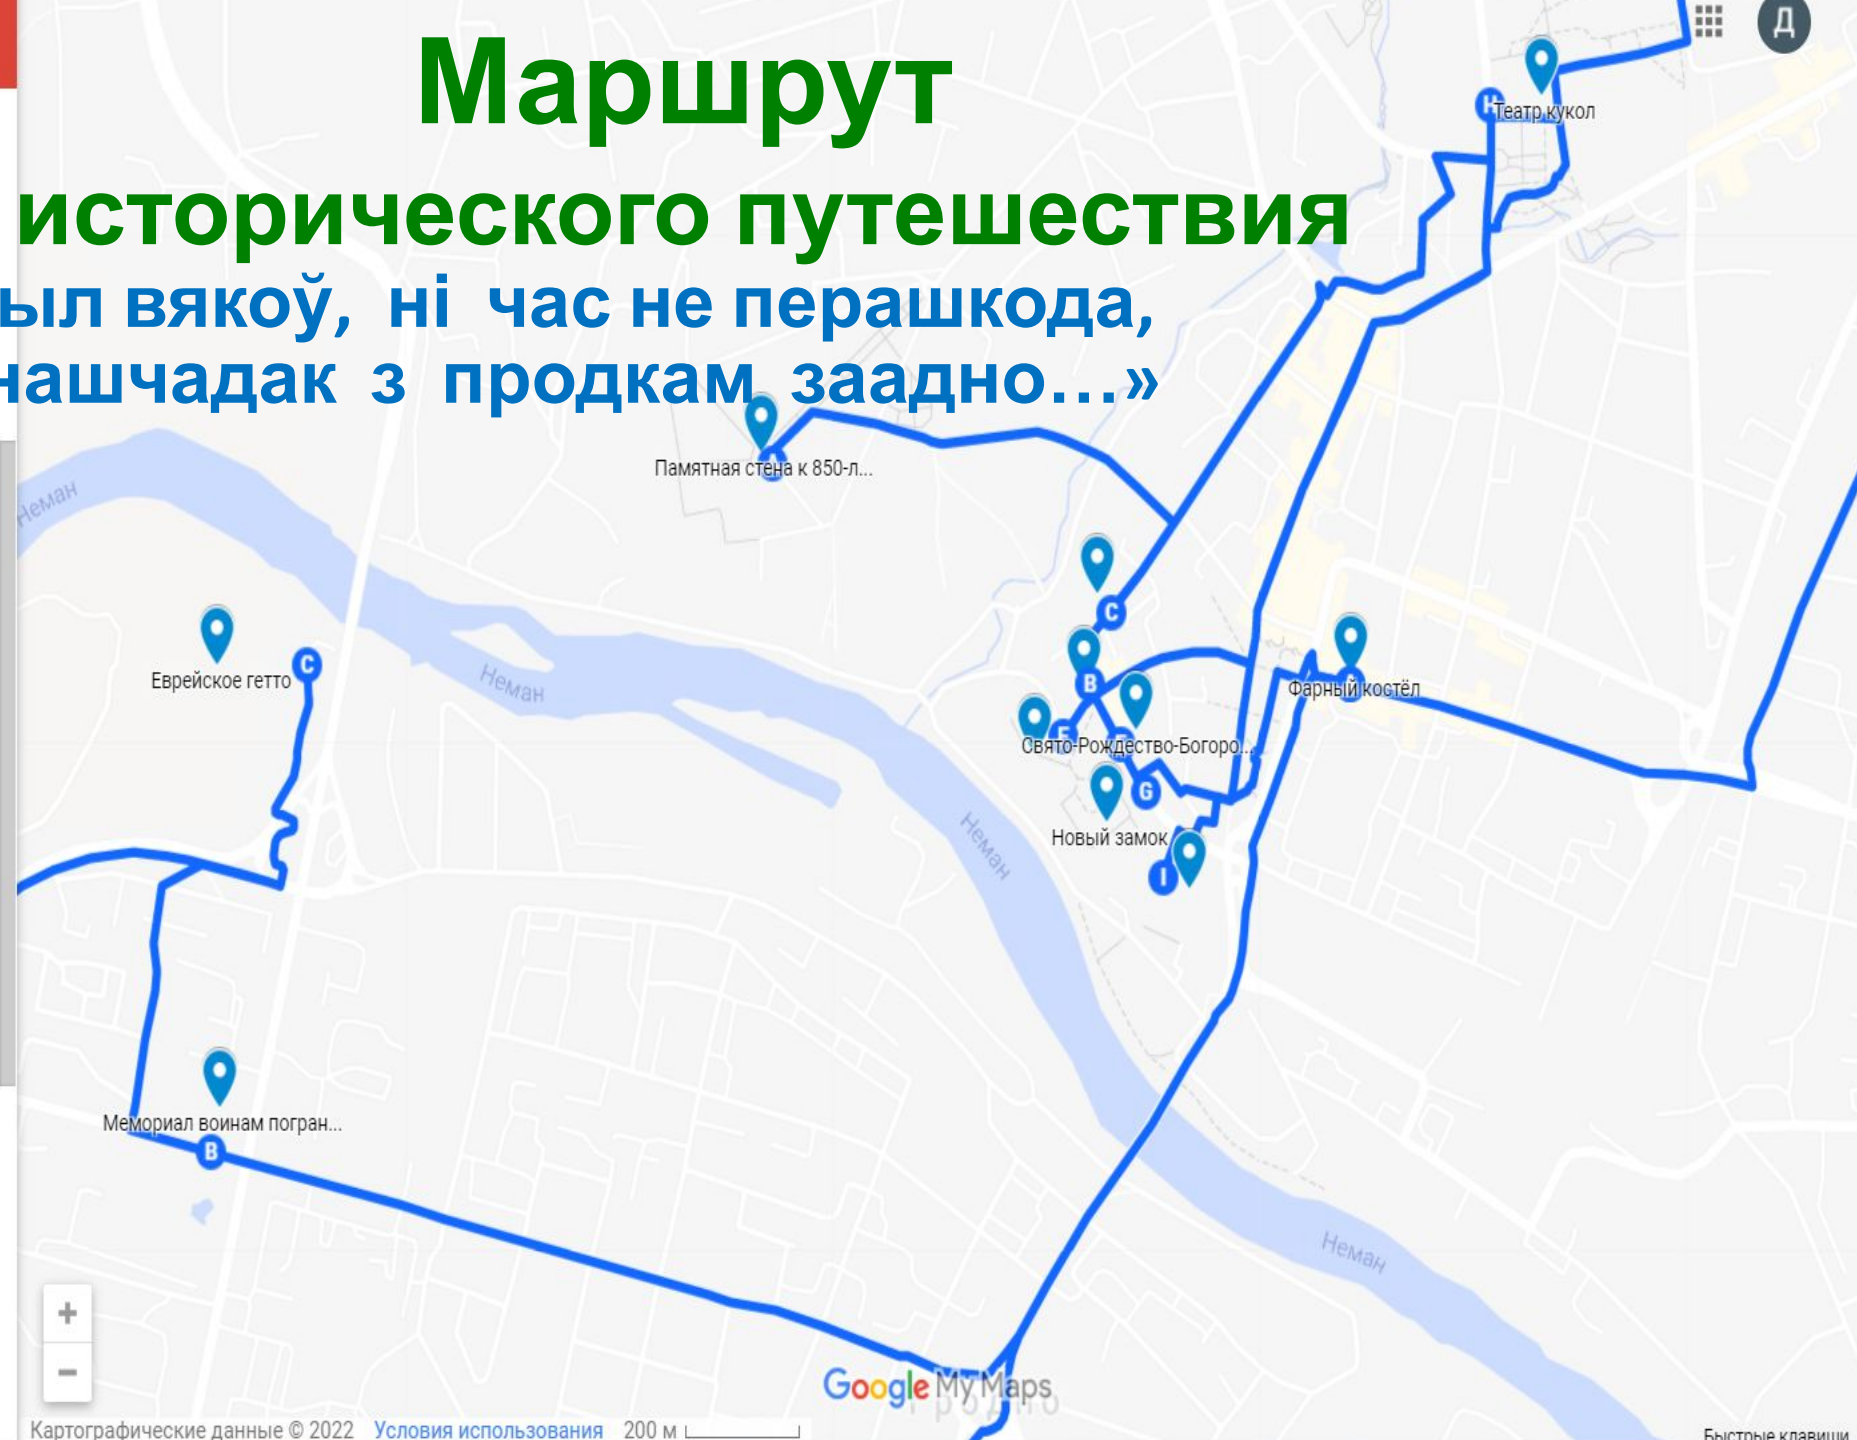 Маршрут
исторического путешествия
ыл вякоў, ні час не перашкода,
нашчадак з продкам заадно...»
Д
H
Театр кукол
Памятная стена к 850-л...
Неман
C
Еврейское гетто
C
Неман
B
Фарный костёл
Свято-Рождество-Богоро...
G
Новый замок
Неман
I
Мемориал воинам погран...
B
Неман
+
−
Google My Maps
Гродно
Картографические данные © 2022 Условия использования 200 м
Быстрые клавиши